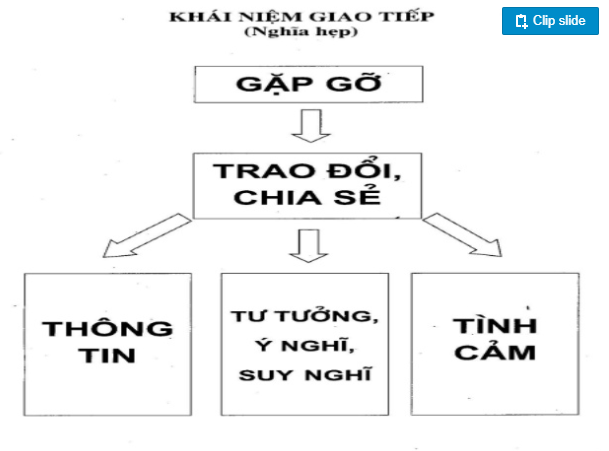 KHÁI NIỆM GIAO TIẾP
(Nghĩa hẹp)
Clip slide
GẶP GỠ
TRAO ĐỔI,
CHIA SẺ
THÔNG
TIN
TƯ TƯỞNG,
Ý NGHĨ,
SUY NGHĨ
TÌNH
CẢM